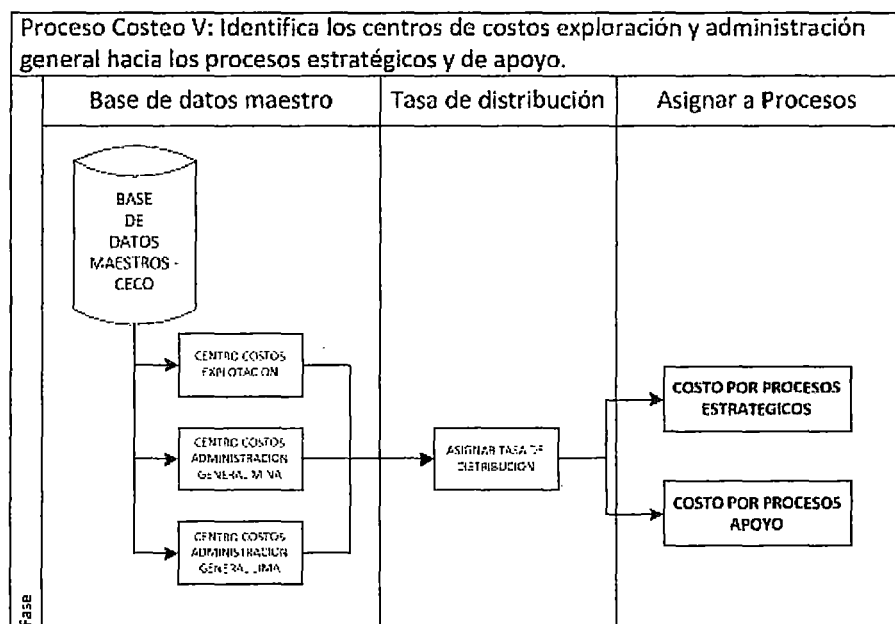 Proceso Costeo V: Identifica los centros de costos exploración y administración
general hacia los procesos estratégicos y de apoyo.
Base de datos maestro
Tasa de distribución
Asignar a Procesos
BASE
DE
DATOS
MAESTROS -
CECO
CENTRO COSTOS
EXPLOTACION
CENTRO COSTOS
ADMINISTRACION
GENERAL MINA
CENTRO COSTOS
ADMINISTRACION
GENERAL LIMA
ASIGNAR TASA DE
DISTRIBUCION
COSTO POR PROCESOS
ESTRATEGICOS
COSTO POR PROCESOS
APOYO
Fase